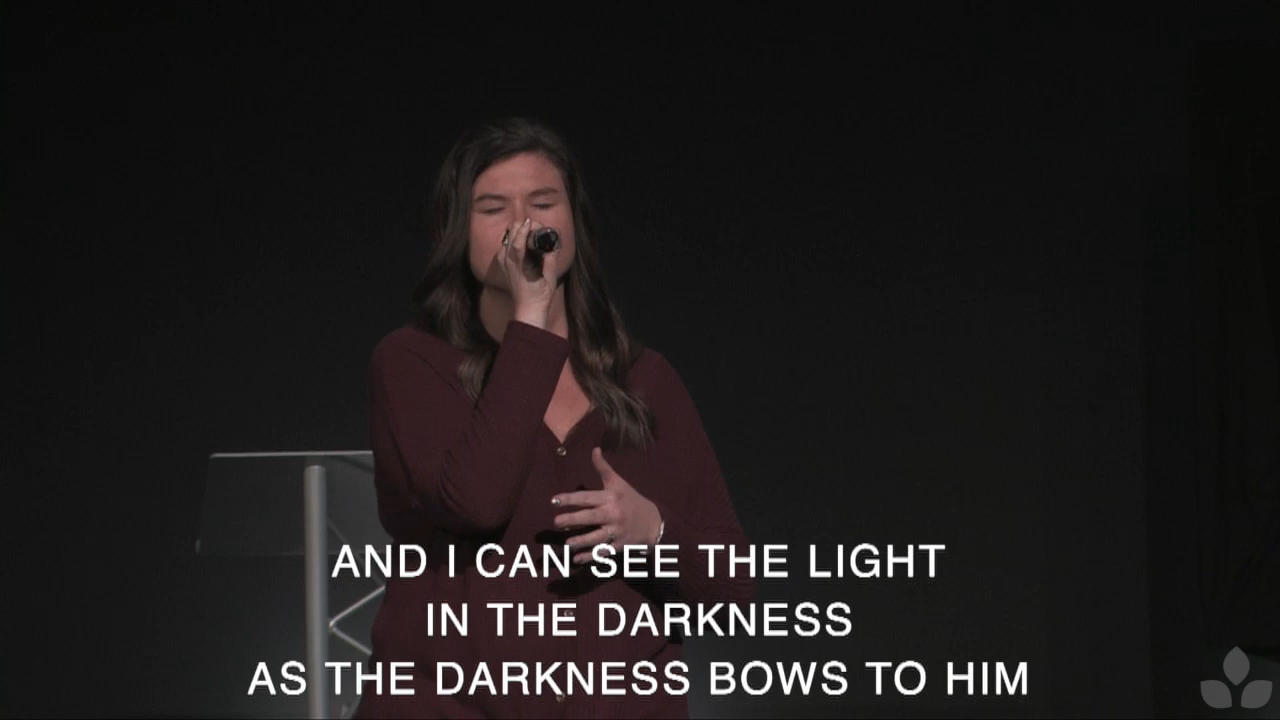 AND I CAN SEE THE LIGHT
IN THE DARKNESS
AS THE DARKNESS BOWS TO HIM